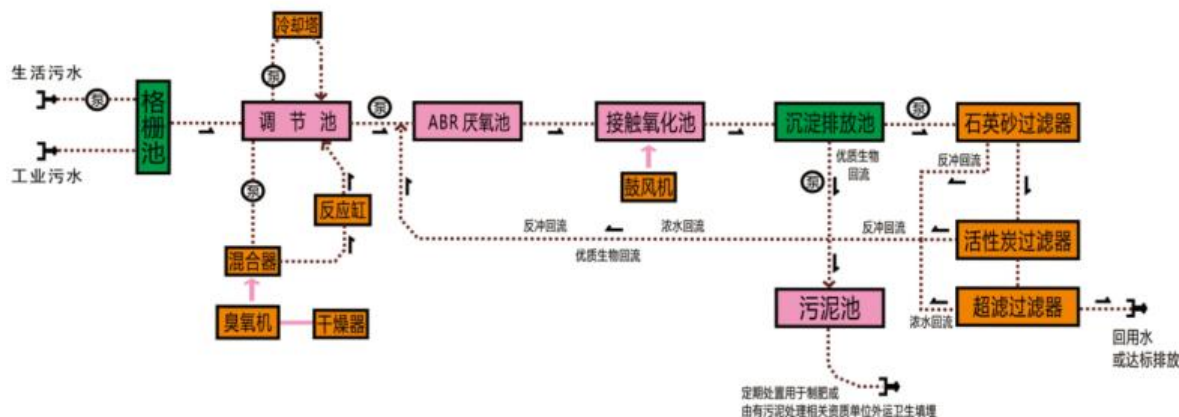 冷却塔
泵
生活污水
泵
格栅池
工业污水
调节池
泵
ABR厌氧池
接触氧化池
沉淀排放池
泵
石英砂过滤器
鼓风机
优质生物
回流
泵
反冲回流
泵
反应缸
混合器
臭氧机
干燥器
反冲回流
浓水回流
反冲回流
优质生物回流
活性炭过滤器
污泥池
浓水回流
超滤过滤器
回用水
或达标排放
定期处置用于制肥或
由有污泥处理相关资质单位外运卫生填埋